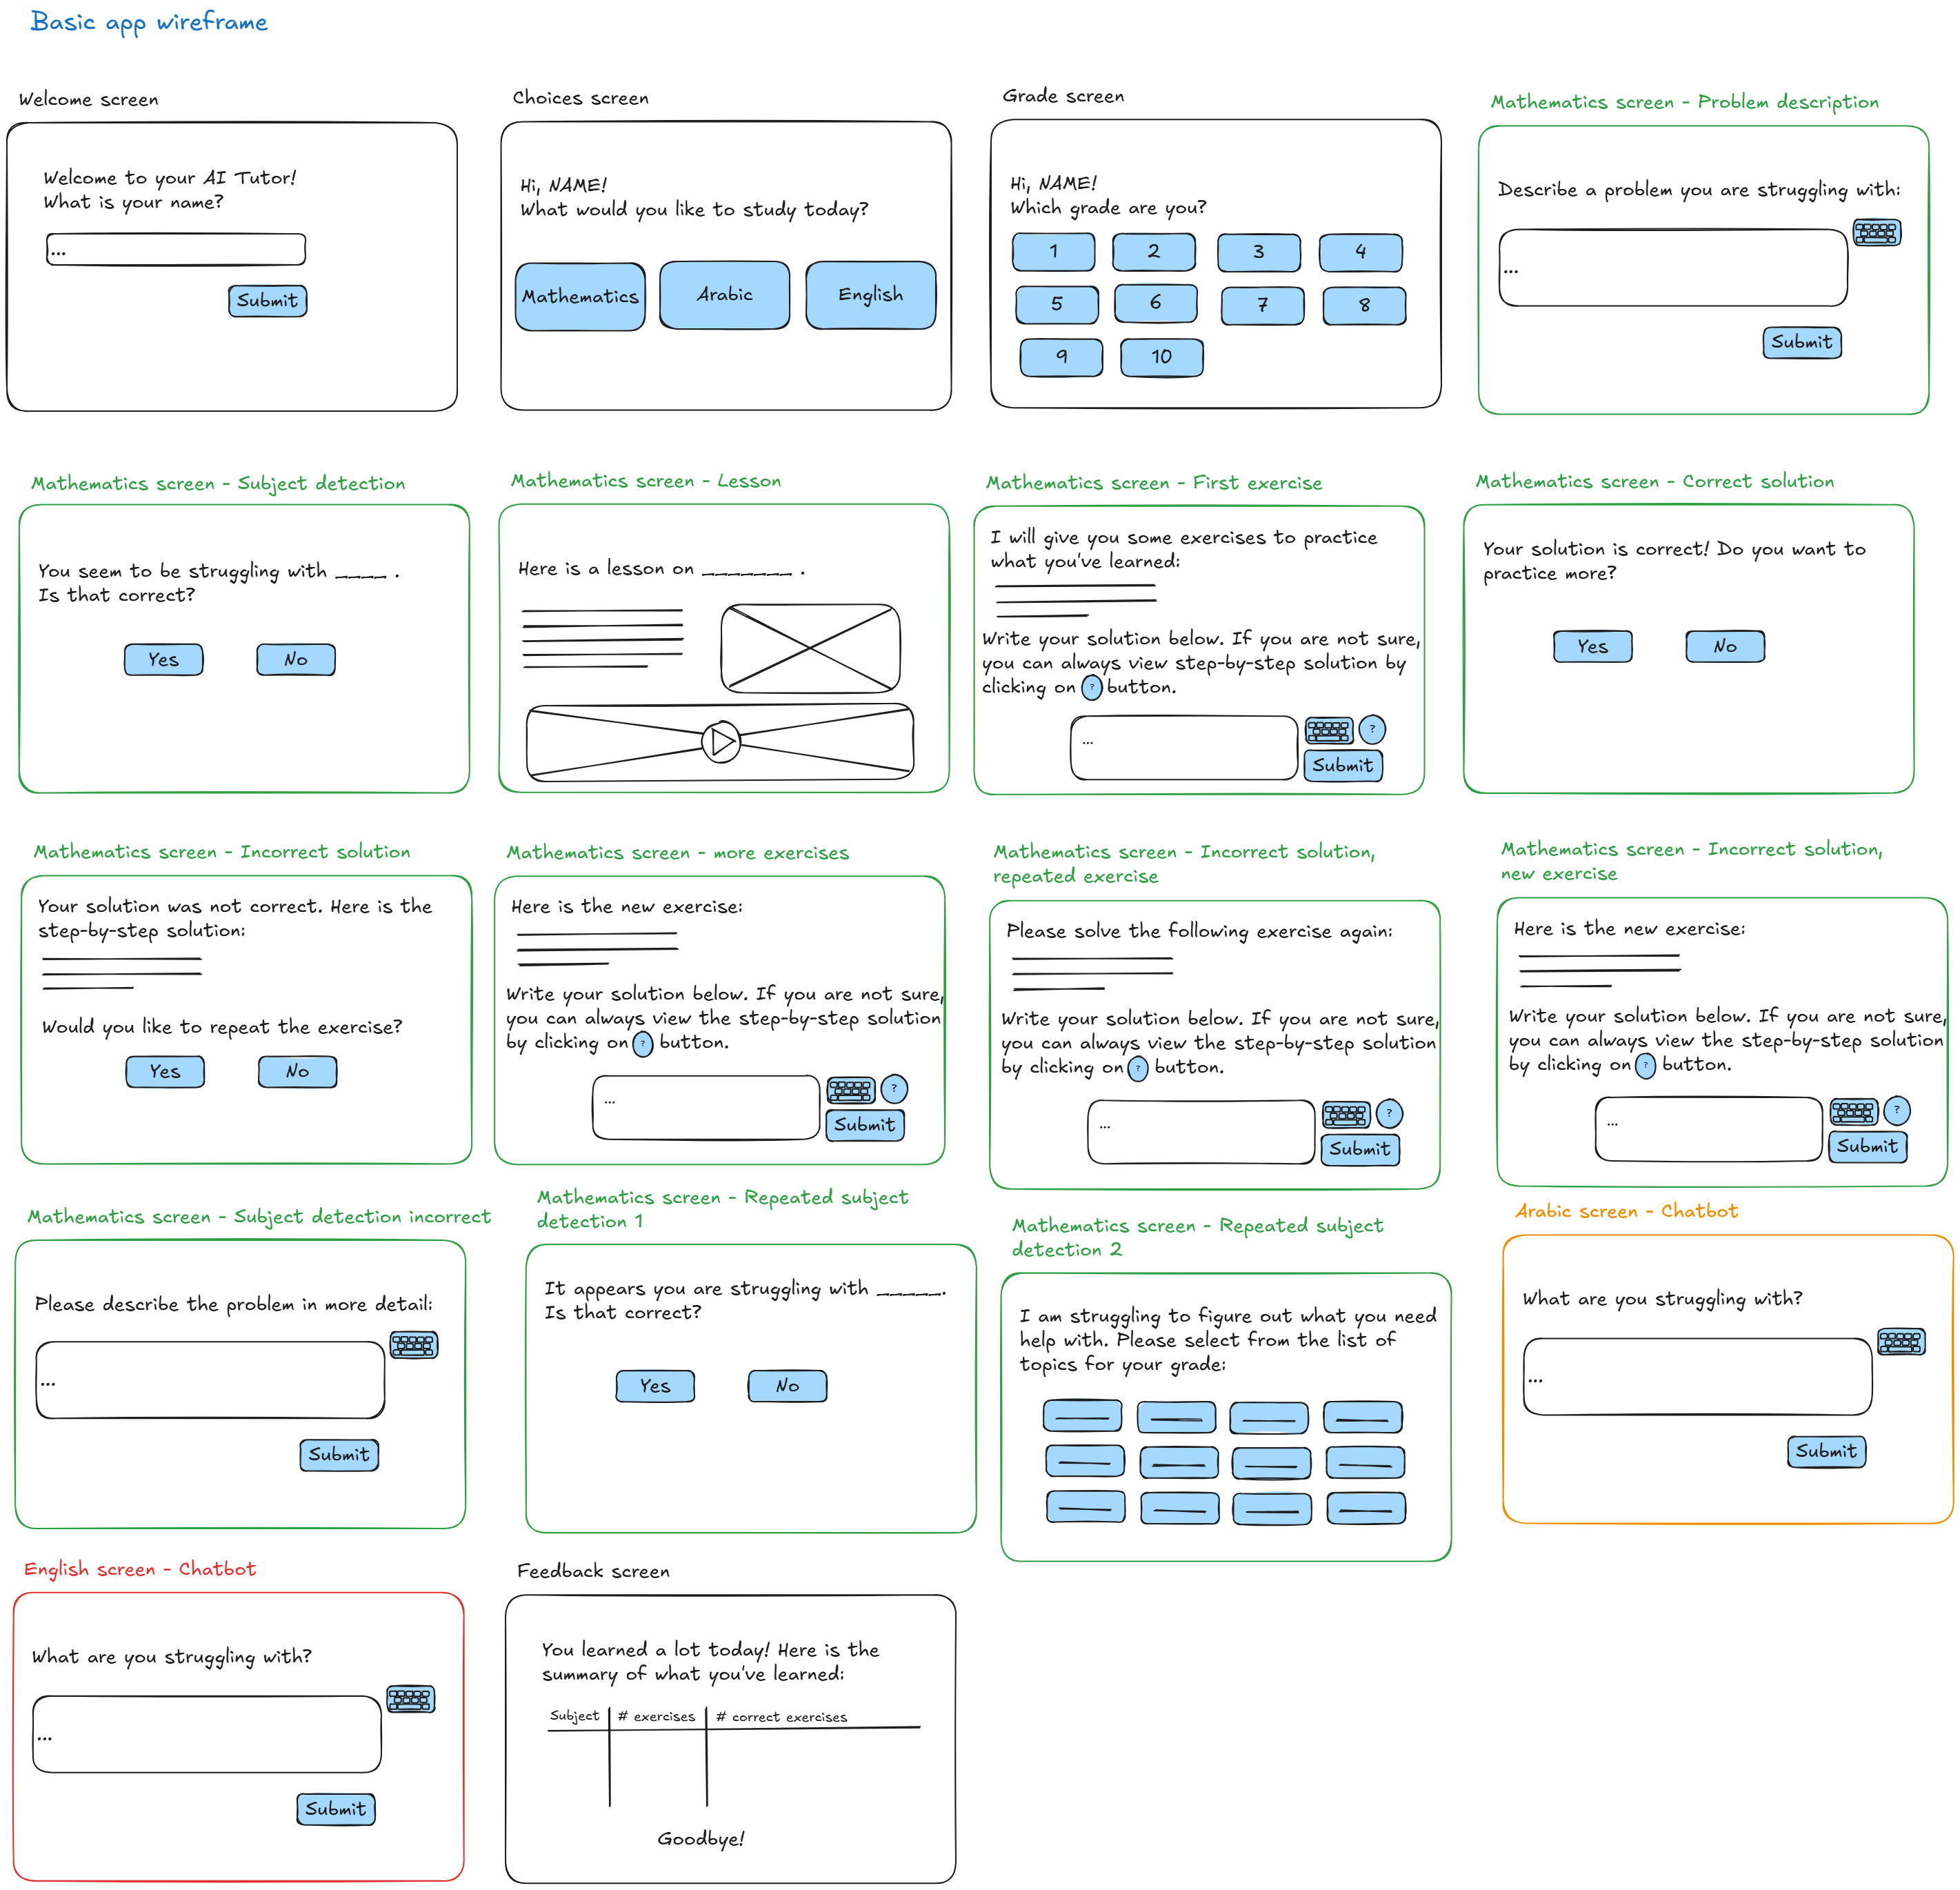 Basic app wireframe
Welcome screen
Welcome to your AI Tutor!
What is your name?
...
Submit
Choices screen
Hi, NAME!
What would you like to study today?
Mathematics
Arabic
English
Grade screen
Hi, NAME!
Which grade are you?
1
2
3
4
5
6
7
8
9
10
Mathematics screen - Problem description
Describe a problem you are struggling with:
...
Submit
Mathematics screen - Subject detection
You seem to be struggling with ____ .
Is that correct?
Yes
No
Mathematics screen - Lesson
Here is a lesson on _______ .
Mathematics screen - First exercise
I will give you some exercises to practice
what you've learned:
Write your solution below. If you are not sure,
you can always view step-by-step solution by
clicking on ? button.
...
?
Submit
Mathematics screen - Correct solution
Your solution is correct! Do you want to
practice more?
Yes
No
Mathematics screen - Incorrect solution
Your solution was not correct. Here is the
step-by-step solution:
Would you like to repeat the exercise?
Yes
No
Mathematics screen - more exercises
Here is the new exercise:
Write your solution below. If you are not sure,
you can always view the step-by-step solution
by clicking on ? button.
...
?
Submit
Mathematics screen - Incorrect solution,
repeated exercise
Please solve the following exercise again:
Write your solution below. If you are not sure,
you can always view the step-by-step solution
by clicking on ? button.
...
?
Submit
Mathematics screen - Incorrect solution,
new exercise
Here is the new exercise:
Write your solution below. If you are not sure,
you can always view the step-by-step solution
by clicking on ? button.
...
?
Submit
Mathematics screen - Subject detection incorrect
Please describe the problem in more detail:
...
Submit
Mathematics screen - Repeated subject
detection 1
It appears you are struggling with _____.
Is that correct?
Yes
No
Mathematics screen - Repeated subject
detection 2
I am struggling to figure out what you need
help with. Please select from the list of
topics for your grade:
Arabic screen - Chatbot
What are you struggling with?
...
Submit
English screen - Chatbot
What are you struggling with?
...
Submit
Feedback screen
You learned a lot today! Here is the
summary of what you've learned:
Subject
# exercises
# correct exercises
Goodbye!